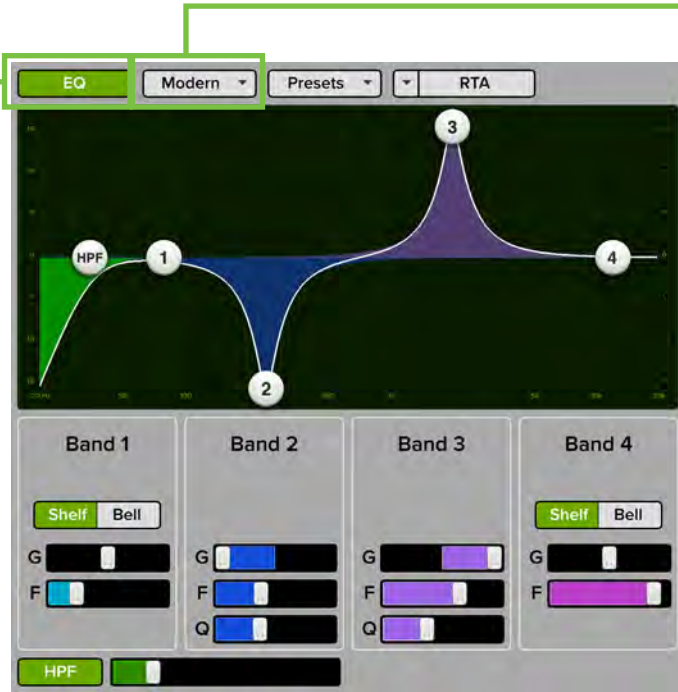 EQ Modern Presets RTA
3
HPF 1 4
2
Band 1 Band 2 Band 3 Band 4
Shelf Bell Shelf Bell
G G G G
F F F F
Q Q
HPF